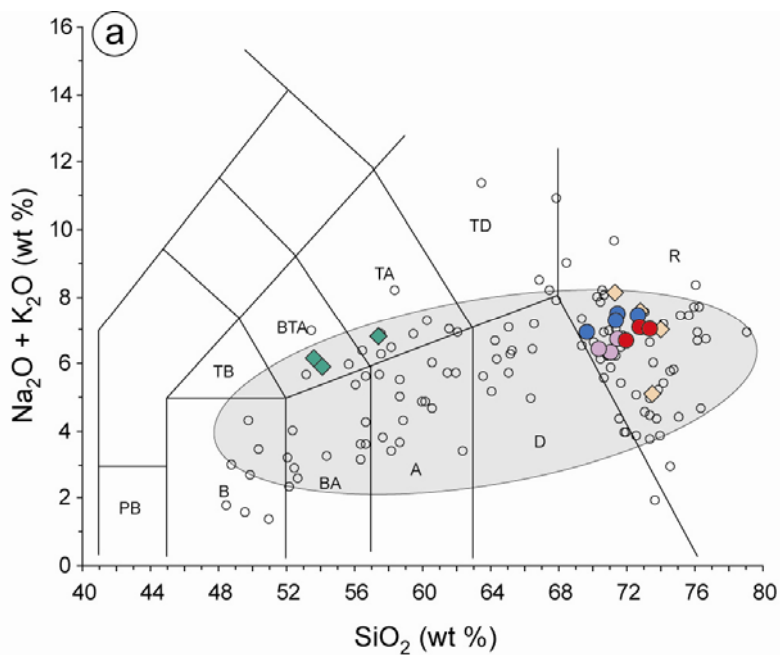 a
16
14
12
10
8
6
4
2
0
Na₂O + K₂O (wt %)
TD
R
TA
BTA
TB
D
A
BA
B
PB
40 44 48 52 56 60 64 68 72 76 80
SiO₂ (wt %)